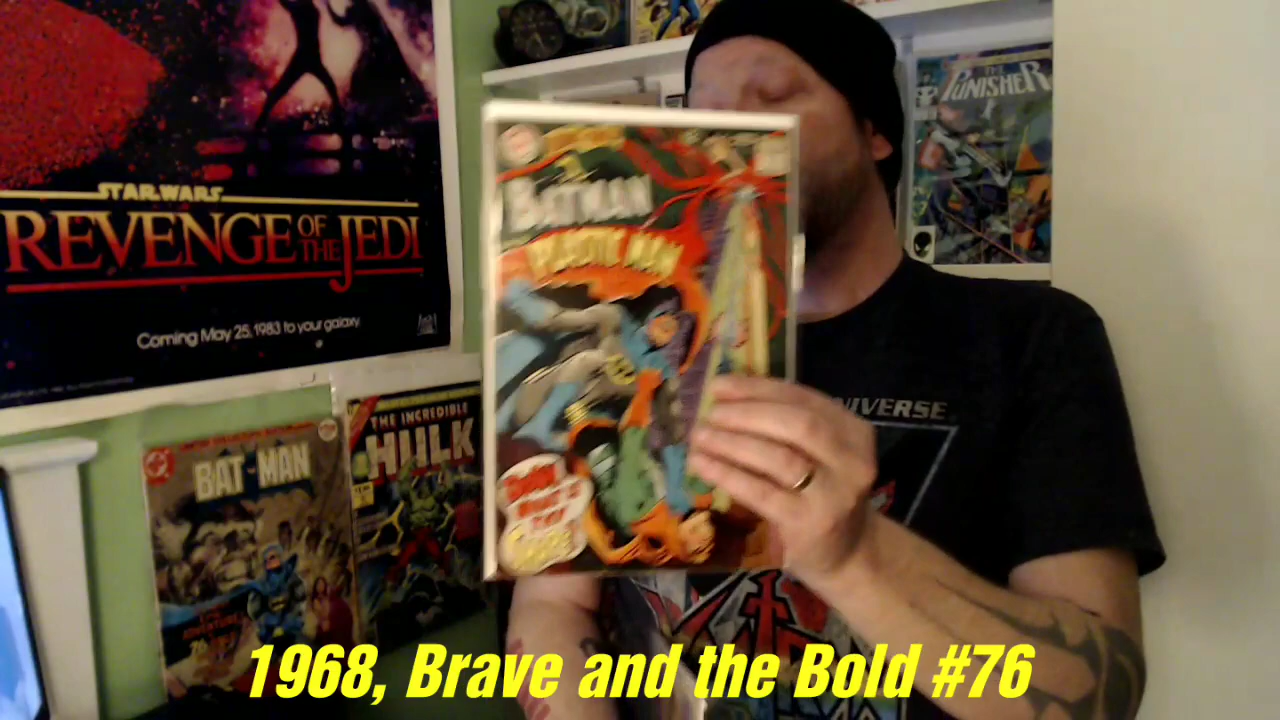 STAR.WARS
REVENGE OF THE JEDI
Coming May 25, 1983 to your galaxy.
BATMAN
PLASTIC MAN
THE
PUNISHER
NIVERSE
BAT-MAN
THE INCREDIBLE
HULK
1968, Brave and the Bold #76